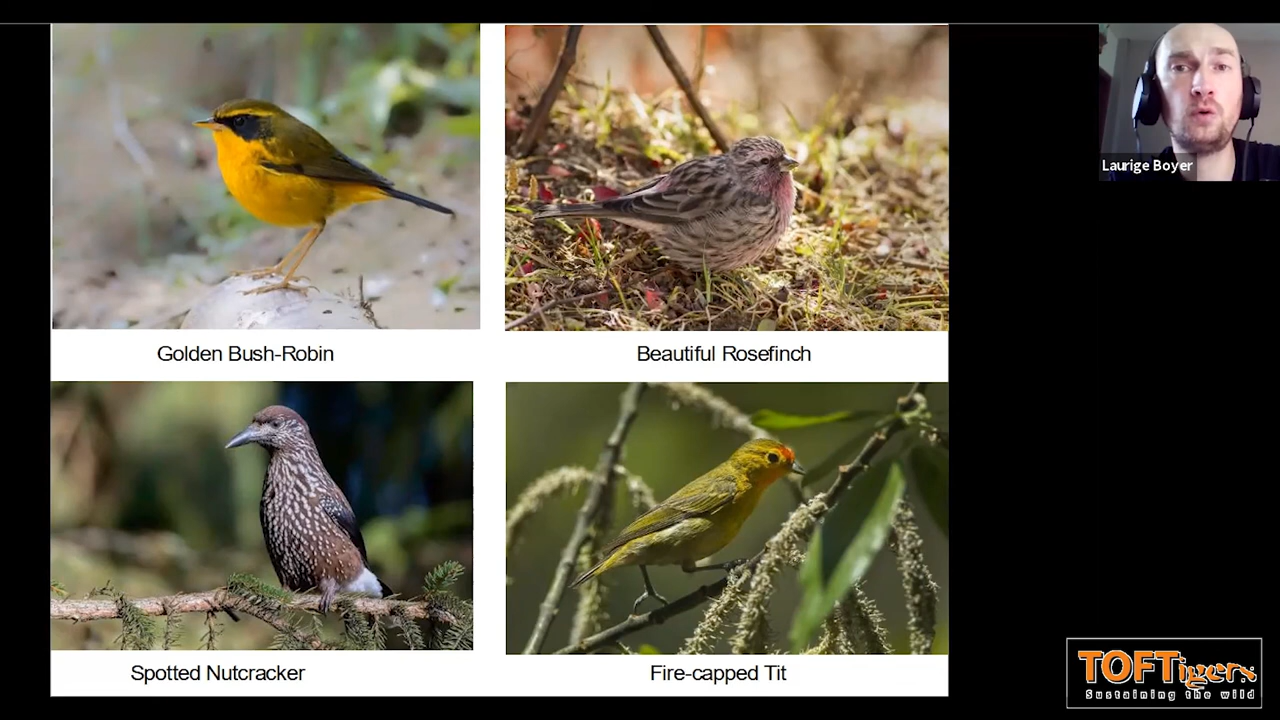 Laurige Boyer
Golden Bush-Robin
Beautiful Rosefinch
Spotted Nutcracker
Fire-capped Tit
TOFTigers
Sustaining the wild